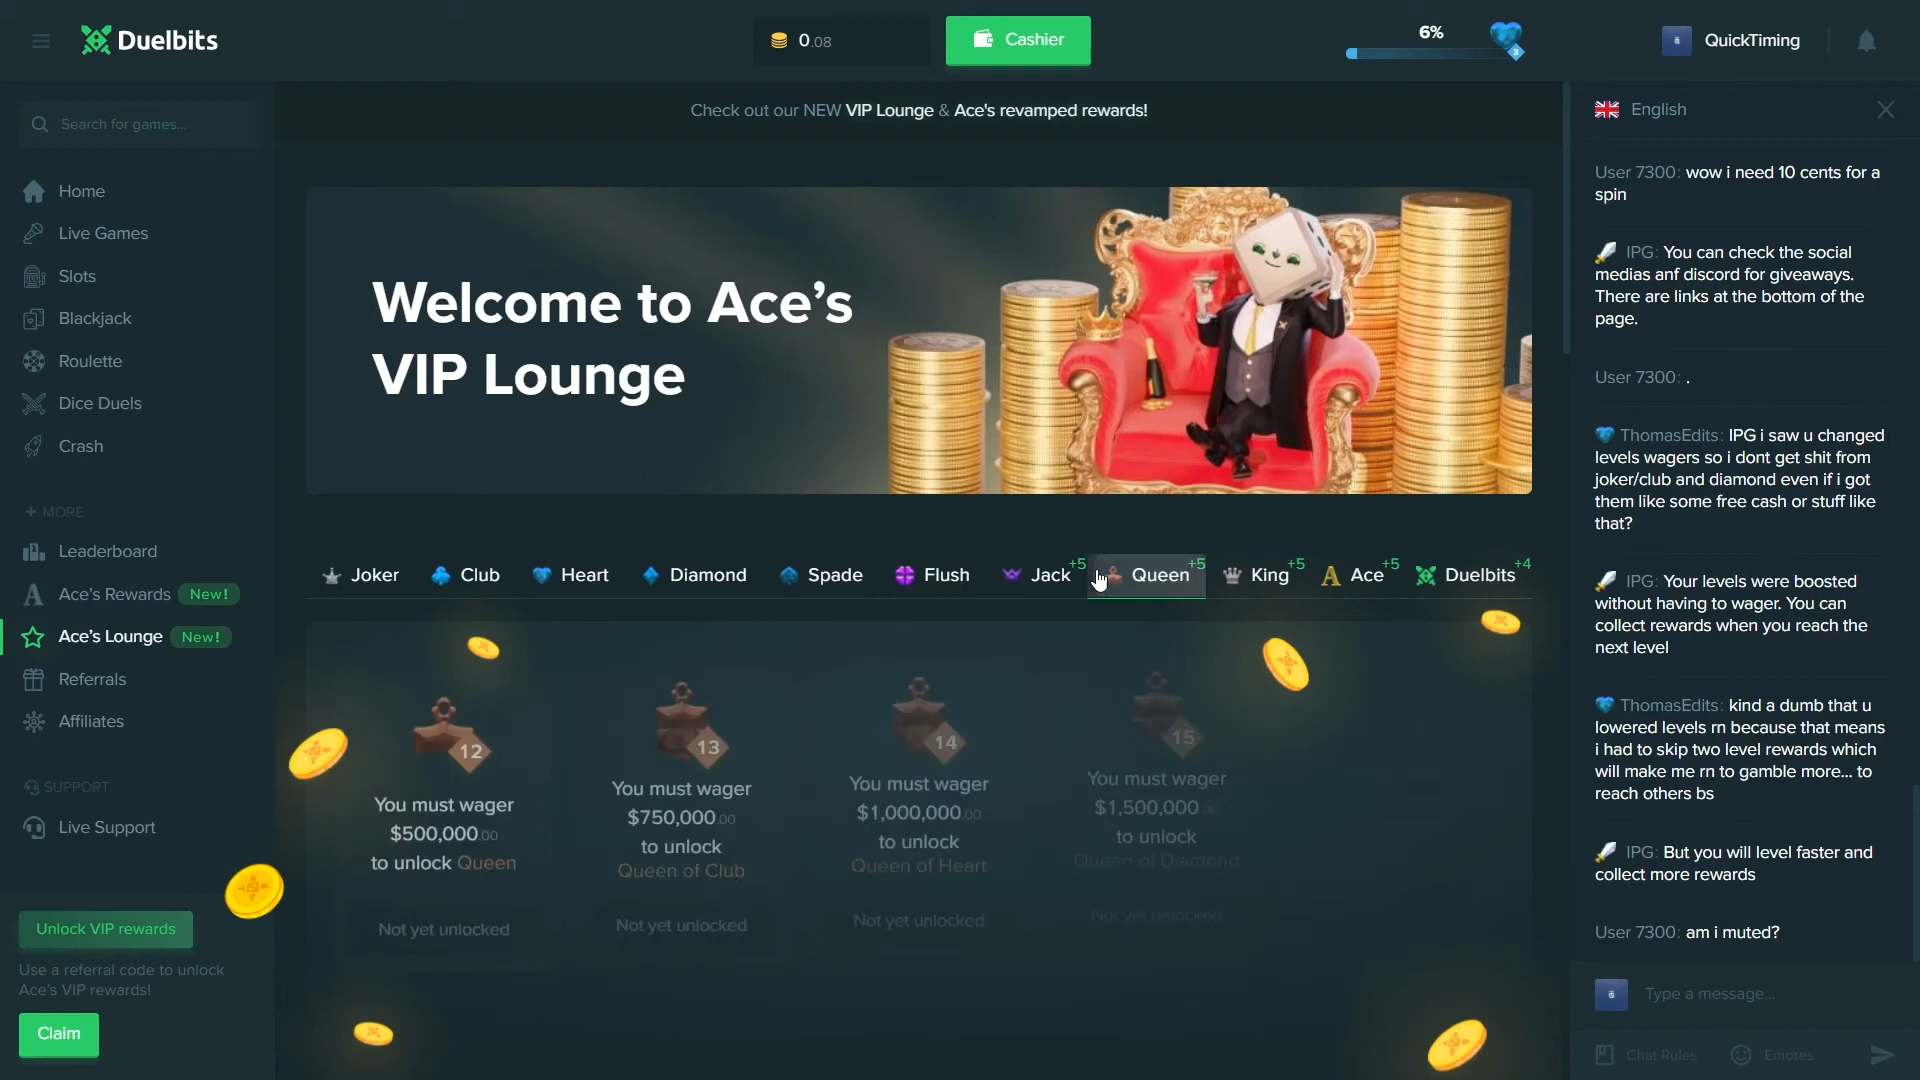 Duelbits
0.08
Cashier
6%
3
QuickTiming
Search for games...
Home
Live Games
Slots
Blackjack
Roulette
Dice Duels
Crash
+ MORE
Leaderboard
Ace's Rewards New!
Ace's Lounge New!
Referrals
Affiliates
SUPPORT
Live Support
Unlock VIP rewards
Use a referral code to unlock
Ace's VIP rewards!
Claim
Check out our NEW VIP Lounge & Ace's revamped rewards!
Welcome to Ace's
VIP Lounge
Joker Club Heart Diamond Spade Flush Jack +5 Queen +5 King +5 Ace +5 Duelbits +4
12
You must wager
$500,000.00
to unlock Queen
Not yet unlocked
13
You must wager
$750,000.00
to unlock
Queen of Club
Not yet unlocked
14
You must wager
$1,000,000.00
to unlock
Queen of Heart
Not yet unlocked
15
You must wager
$1,500,000.00
to unlock
Queen of Diamond
Not yet unlocked
English
User 7300: wow i need 10 cents for a
spin
IPG: You can check the social
medias anf discord for giveaways.
There are links at the bottom of the
page.
User 7300: .
ThomasEdits: IPG i saw u changed
levels wagers so i dont get shit from
joker/club and diamond even if i got
them like some free cash or stuff like
that?
IPG: Your levels were boosted
without having to wager. You can
collect rewards when you reach the
next level
ThomasEdits: kind a dumb that u
lowered levels rn because that means
i had to skip two level rewards which
will make me rn to gamble more... to
reach others bs
IPG: But you will level faster and
collect more rewards
User 7300: am i muted?
Type a message...
Chat Rules
Emotes